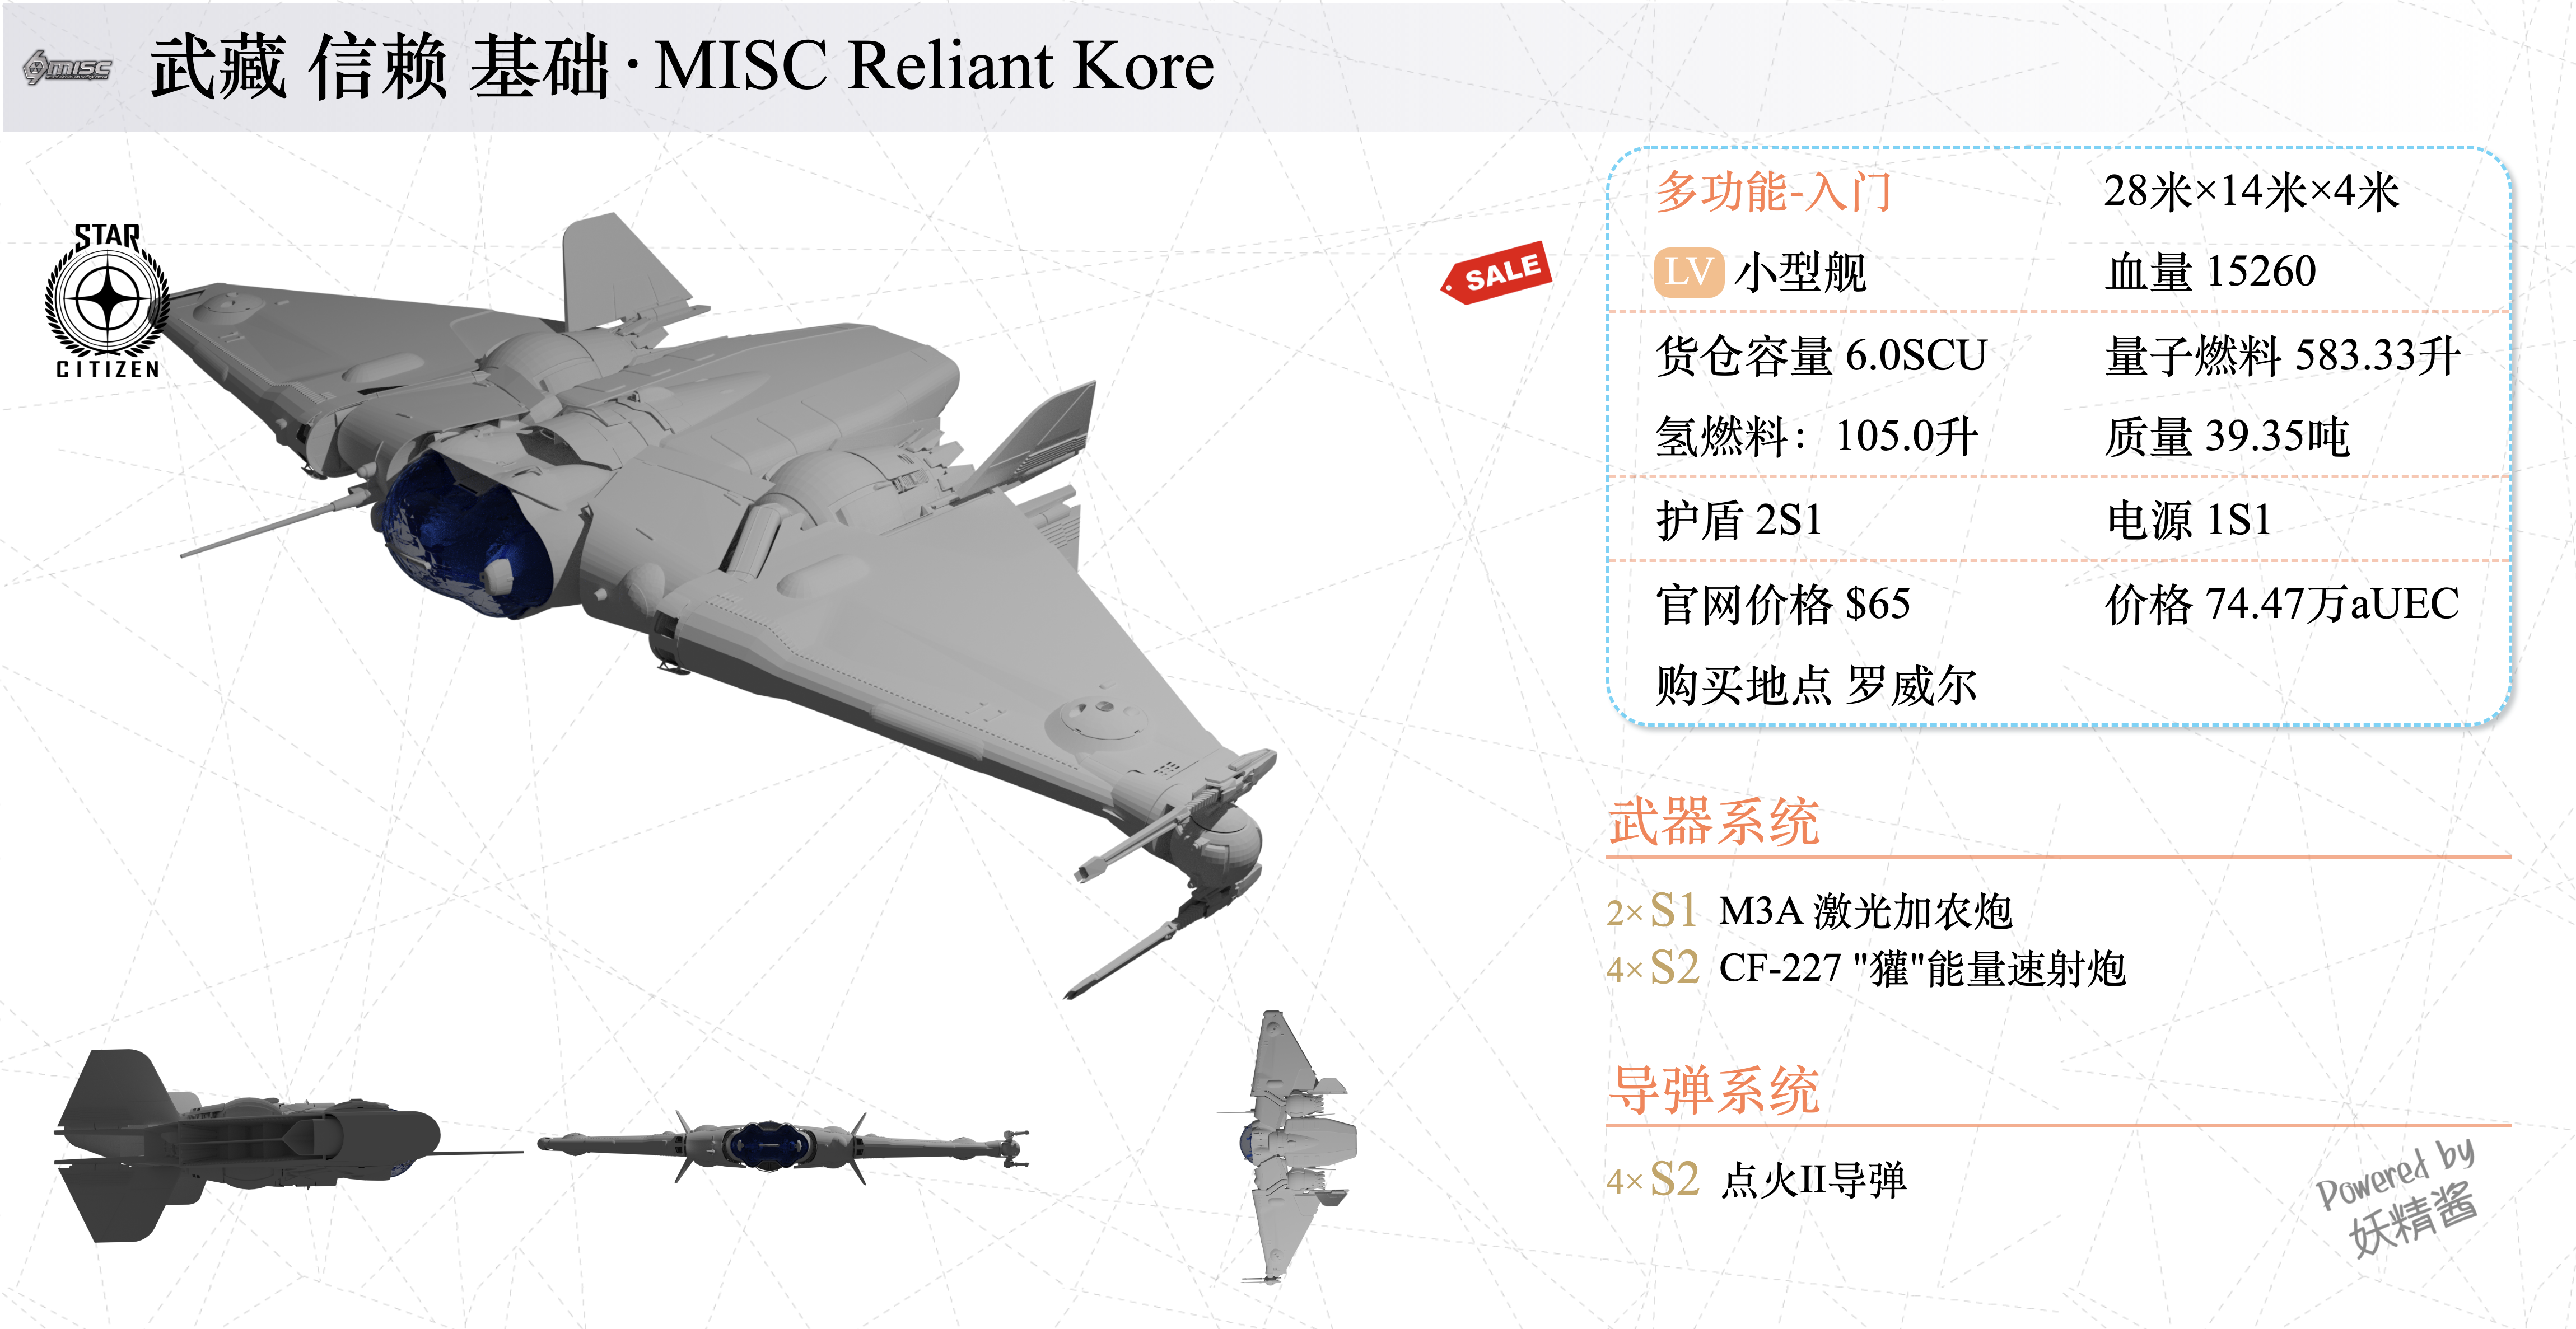 MISC 武藏 信赖 基础·MISC Reliant Kore
STAR
CITIZEN
SALE
多功能-入门 28米×14米×4米
LV 小型舰 血量 15260
货仓容量 6.0SCU 量子燃料 583.33升
氢燃料：105.0升 质量 39.35吨
护盾 2S1 电源 1S1
官网价格 $65 价格 74.47万aUEC
购买地点 罗威尔
武器系统
2× S1 M3A 激光加农炮
4× S2 CF-227 "獾"能量速射炮
导弹系统
4× S2 点火II导弹
Powered by
妖精酱